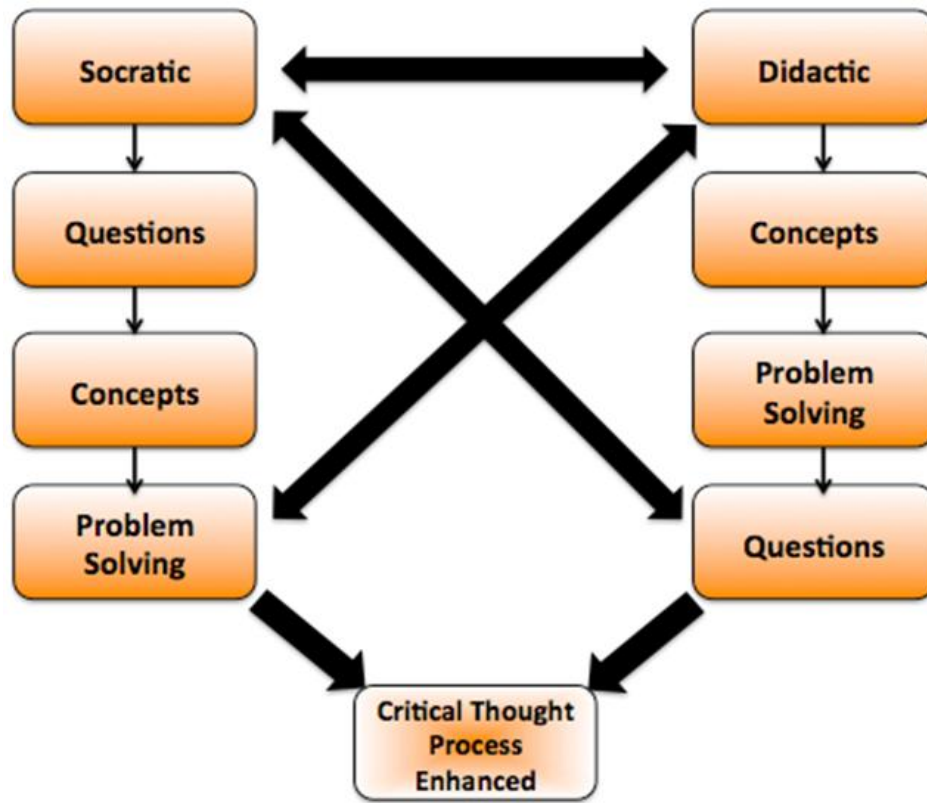 Socratic
Didactic
Questions
Concepts
Concepts
Problem
Solving
Problem
Solving
Questions
Critical Thought
Process
Enhanced